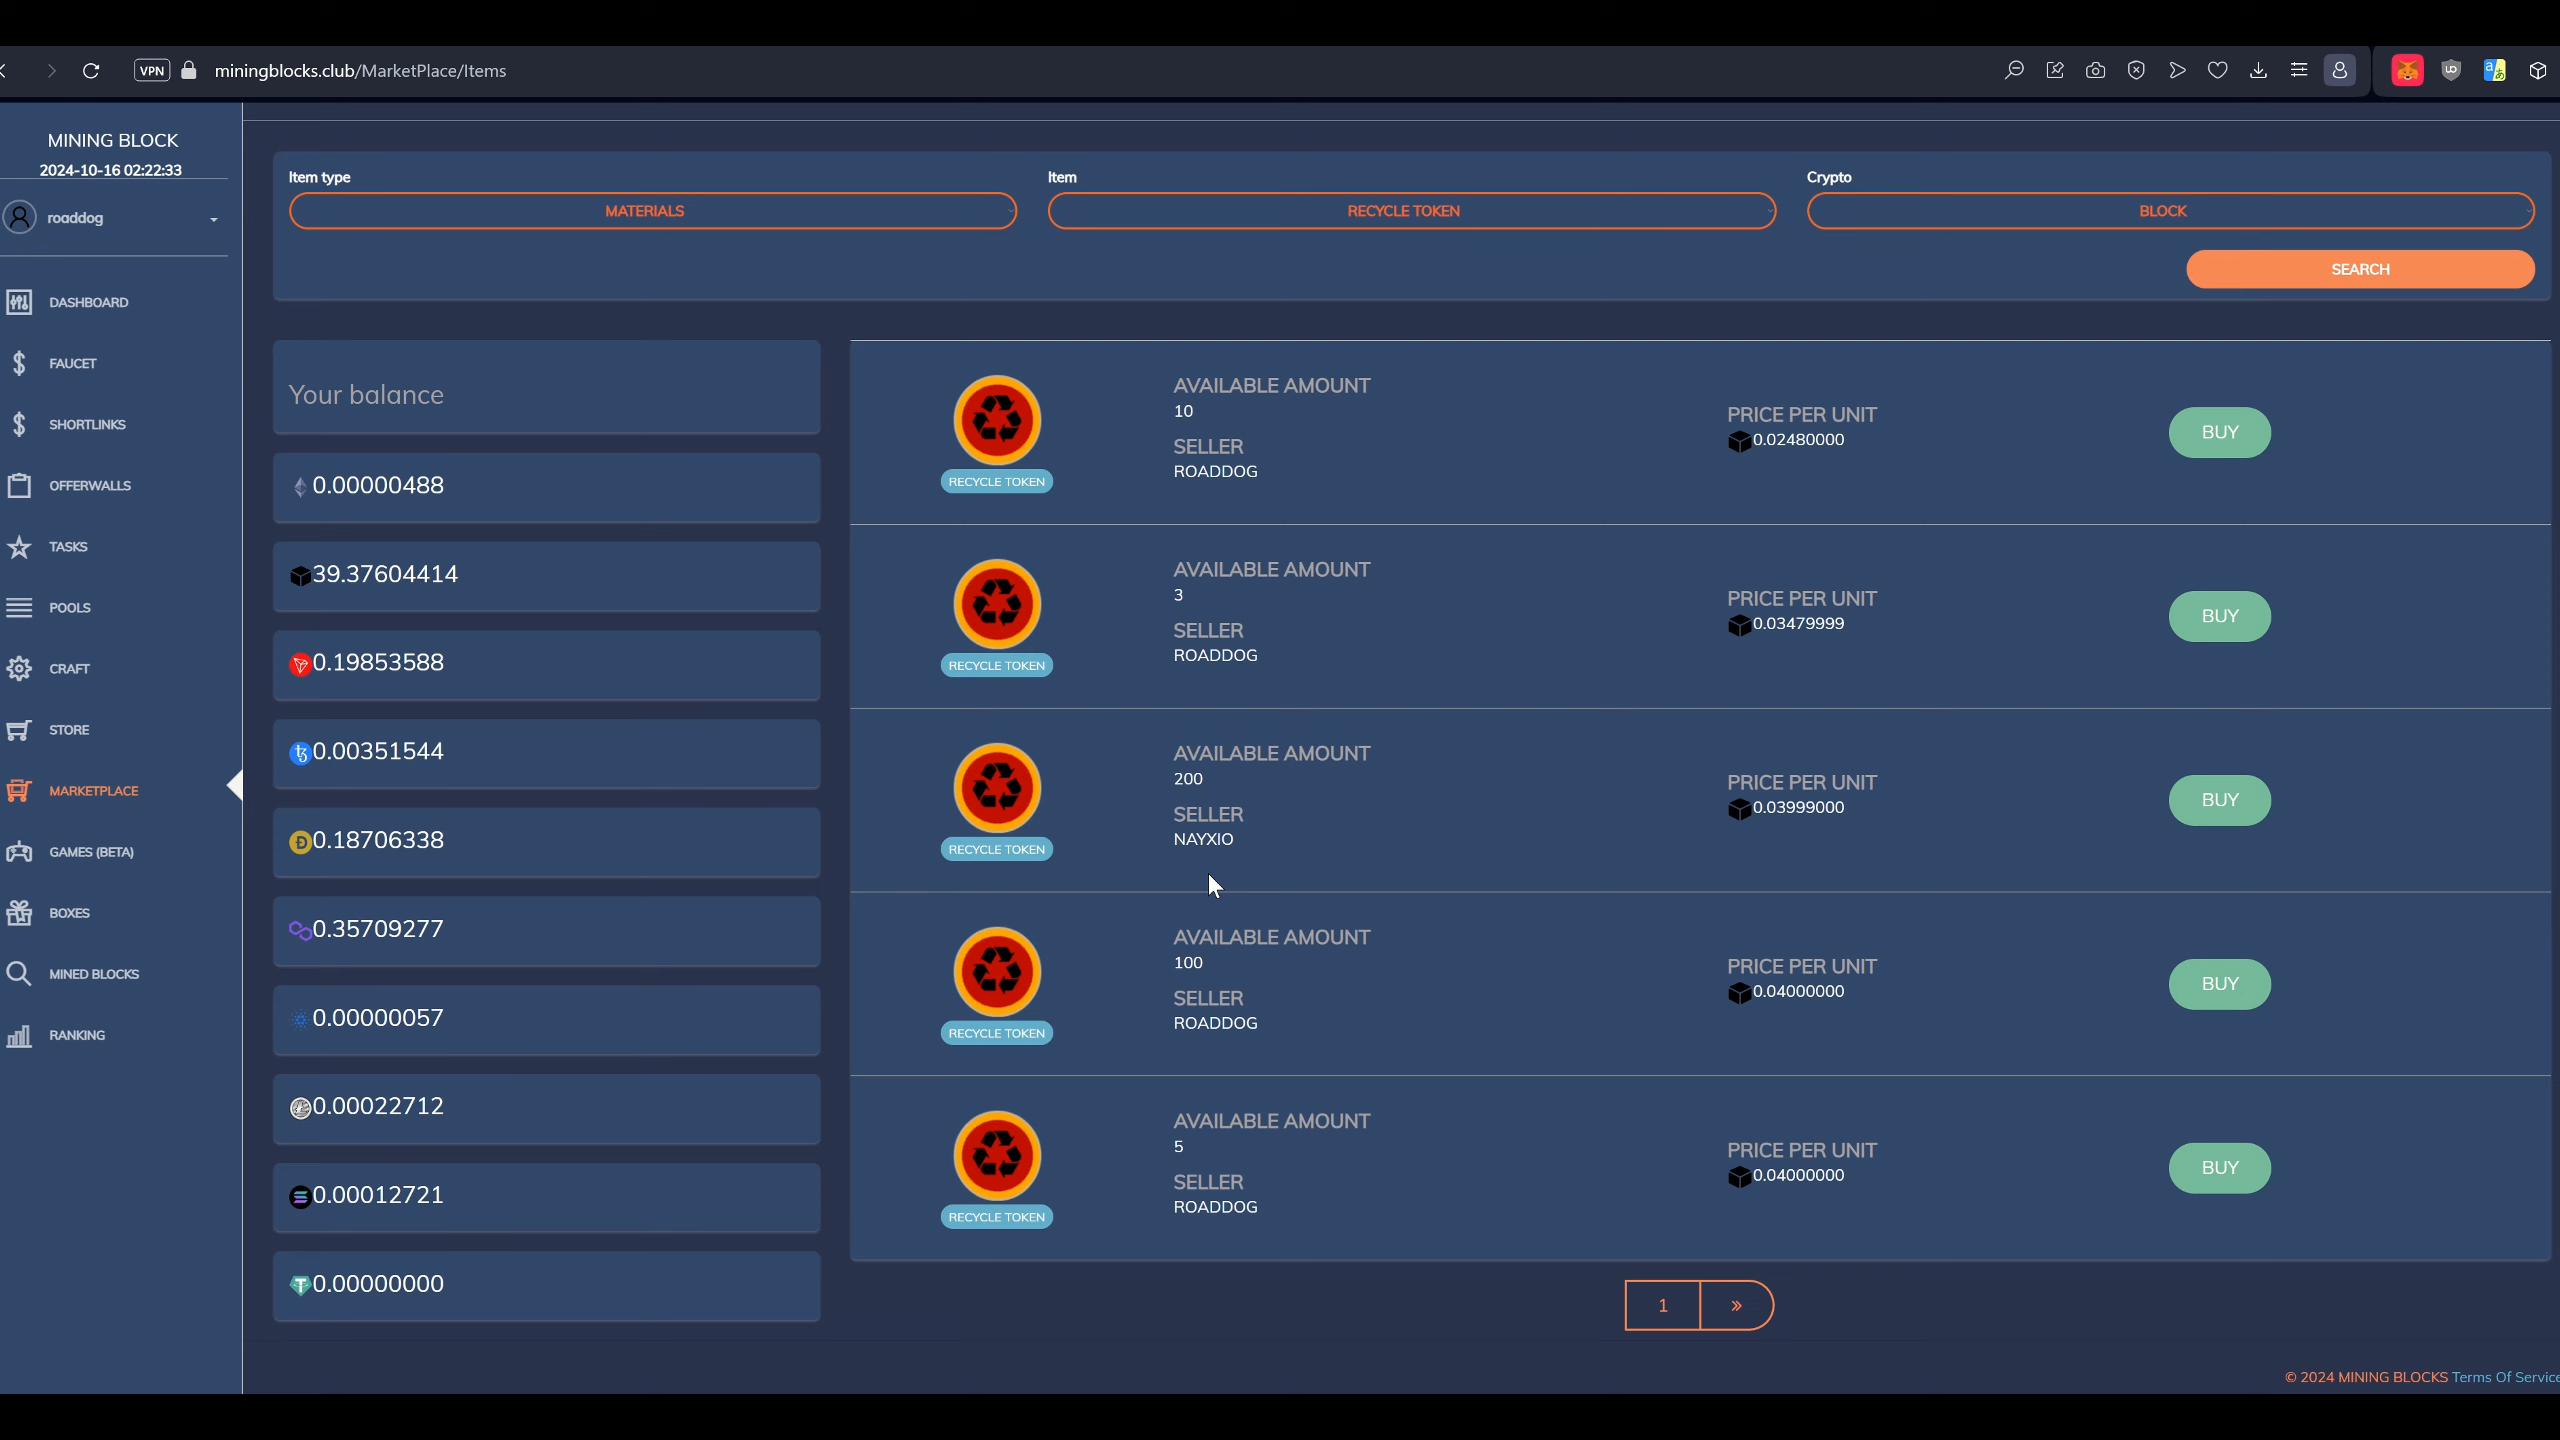 VPN
miningblocks.club/MarketPlace/Items
MINING BLOCK
2024-10-16 02:22:33
roaddog
DASHBOARD
FAUCET
SHORTLINKS
OFFERWALLS
TASKS
POOLS
CRAFT
STORE
MARKETPLACE
GAMES (BETA)
BOXES
MINED BLOCKS
RANKING
Item type
MATERIALS
Item
RECYCLE TOKEN
Crypto
BLOCK
SEARCH
Your balance
0.00000488
39.37604414
0.19853588
0.00351544
0.18706338
0.35709277
0.00000057
0.00022712
0.00012721
0.00000000
RECYCLE TOKEN
AVAILABLE AMOUNT
10
SELLER
ROADDOG
PRICE PER UNIT
0.02480000
BUY
RECYCLE TOKEN
AVAILABLE AMOUNT
3
SELLER
ROADDOG
PRICE PER UNIT
0.03479999
BUY
RECYCLE TOKEN
AVAILABLE AMOUNT
200
SELLER
NAYXIO
PRICE PER UNIT
0.03999000
BUY
RECYCLE TOKEN
AVAILABLE AMOUNT
100
SELLER
ROADDOG
PRICE PER UNIT
0.04000000
BUY
RECYCLE TOKEN
AVAILABLE AMOUNT
5
SELLER
ROADDOG
PRICE PER UNIT
0.04000000
BUY
1 »
© 2024 MINING BLOCKS Terms Of Service